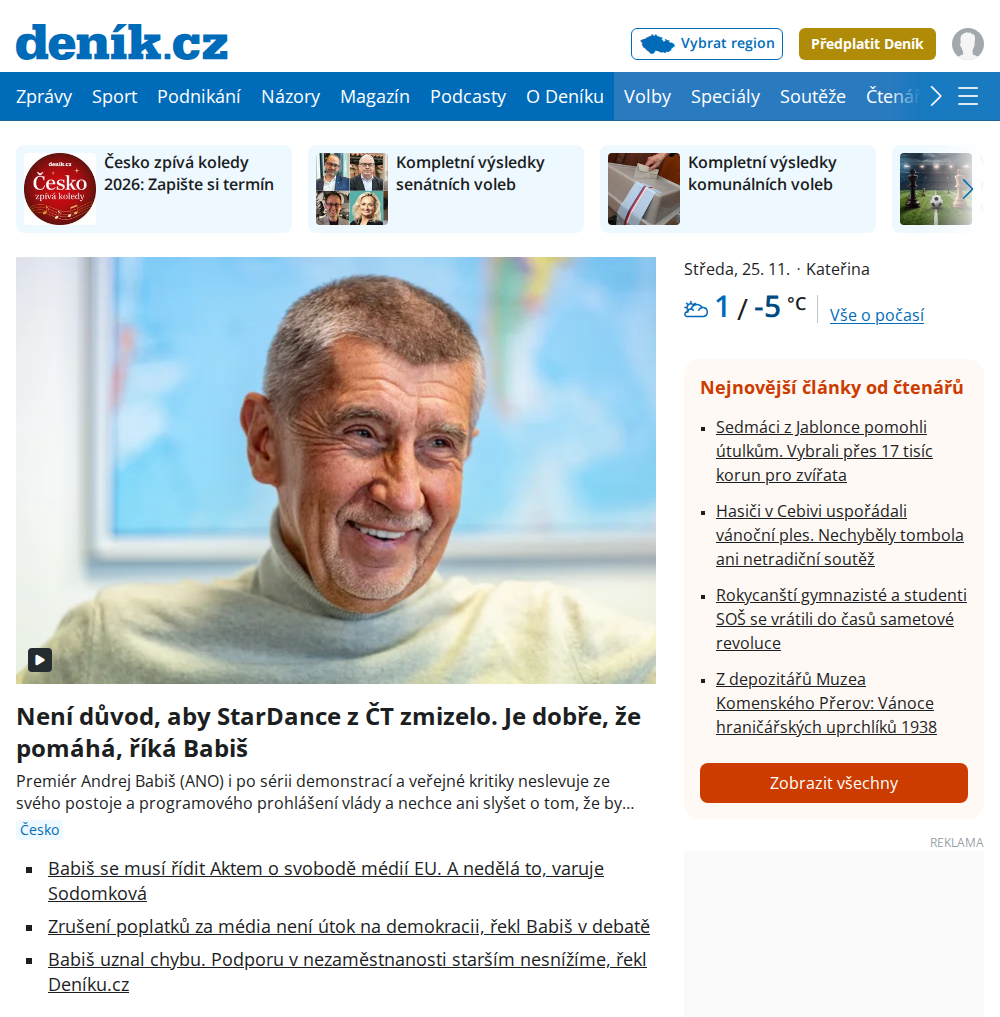 deník.cz
Vybrat region
Předplatit Deník
Zprávy Sport Podnikání Názory Magazín Podcasty O Deníku Volby Speciály Soutěže Čtenář
deník.cz
Česko
zpívá koledy
Česko zpívá koledy
2026: Zapište si termín
Kompletní výsledky
senátních voleb
Kompletní výsledky
komunálních voleb
Středa, 25. 11. · Kateřina
1 / -5 °C
Vše o počasí
Nejnovější články od čtenářů
Sedmáci z Jablonce pomohli
útulkům. Vybrali přes 17 tisíc
korun pro zvířata
Hasiči v Cebivi uspořádali
vánoční ples. Nechyběly tombola
ani netradiční soutěž
Rokycanští gymnazisté a studenti
SOŠ se vrátili do časů sametové
revoluce
Z depozitářů Muzea
Komenského Přerov: Vánoce
hraničářských uprchlíků 1938
Zobrazit všechny
REKLAMA
Není důvod, aby StarDance z ČT zmizelo. Je dobře, že
pomáhá, říká Babiš
Premiér Andrej Babiš (ANO) i po sérii demonstrací a veřejné kritiky neslevuje ze
svého postoje a programového prohlášení vlády a nechce ani slyšet o tom, že by...
Česko
Babiš se musí řídit Aktem o svobodě médií EU. A nedělá to, varuje
Sodomková
Zrušení poplatků za média není útok na demokracii, řekl Babiš v debatě
Babiš uznal chybu. Podporu v nezaměstnanosti starším nesnížíme, řekl
Deníku.cz